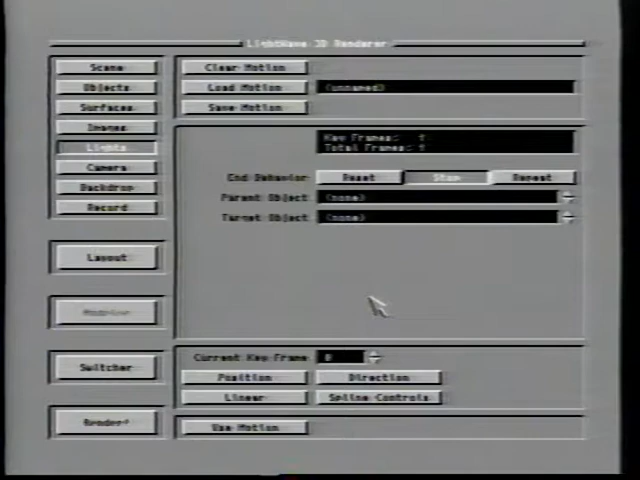 LightWave 3D Renderer
Scene
Objects
Surfaces
Images
Lights
Camera
Backdrop
Record
Layout
Modeler
Switcher
Render!
Clear Motion
Load Motion (unnamed)
Save Motion
Key Frames: 1
Total Frames: 1
End Behavior Reset Stop Repeat
Parent Object (none)
Target Object (none)
Current Key Frame 0
Position Direction
Linear Spline Controls
Use Motion